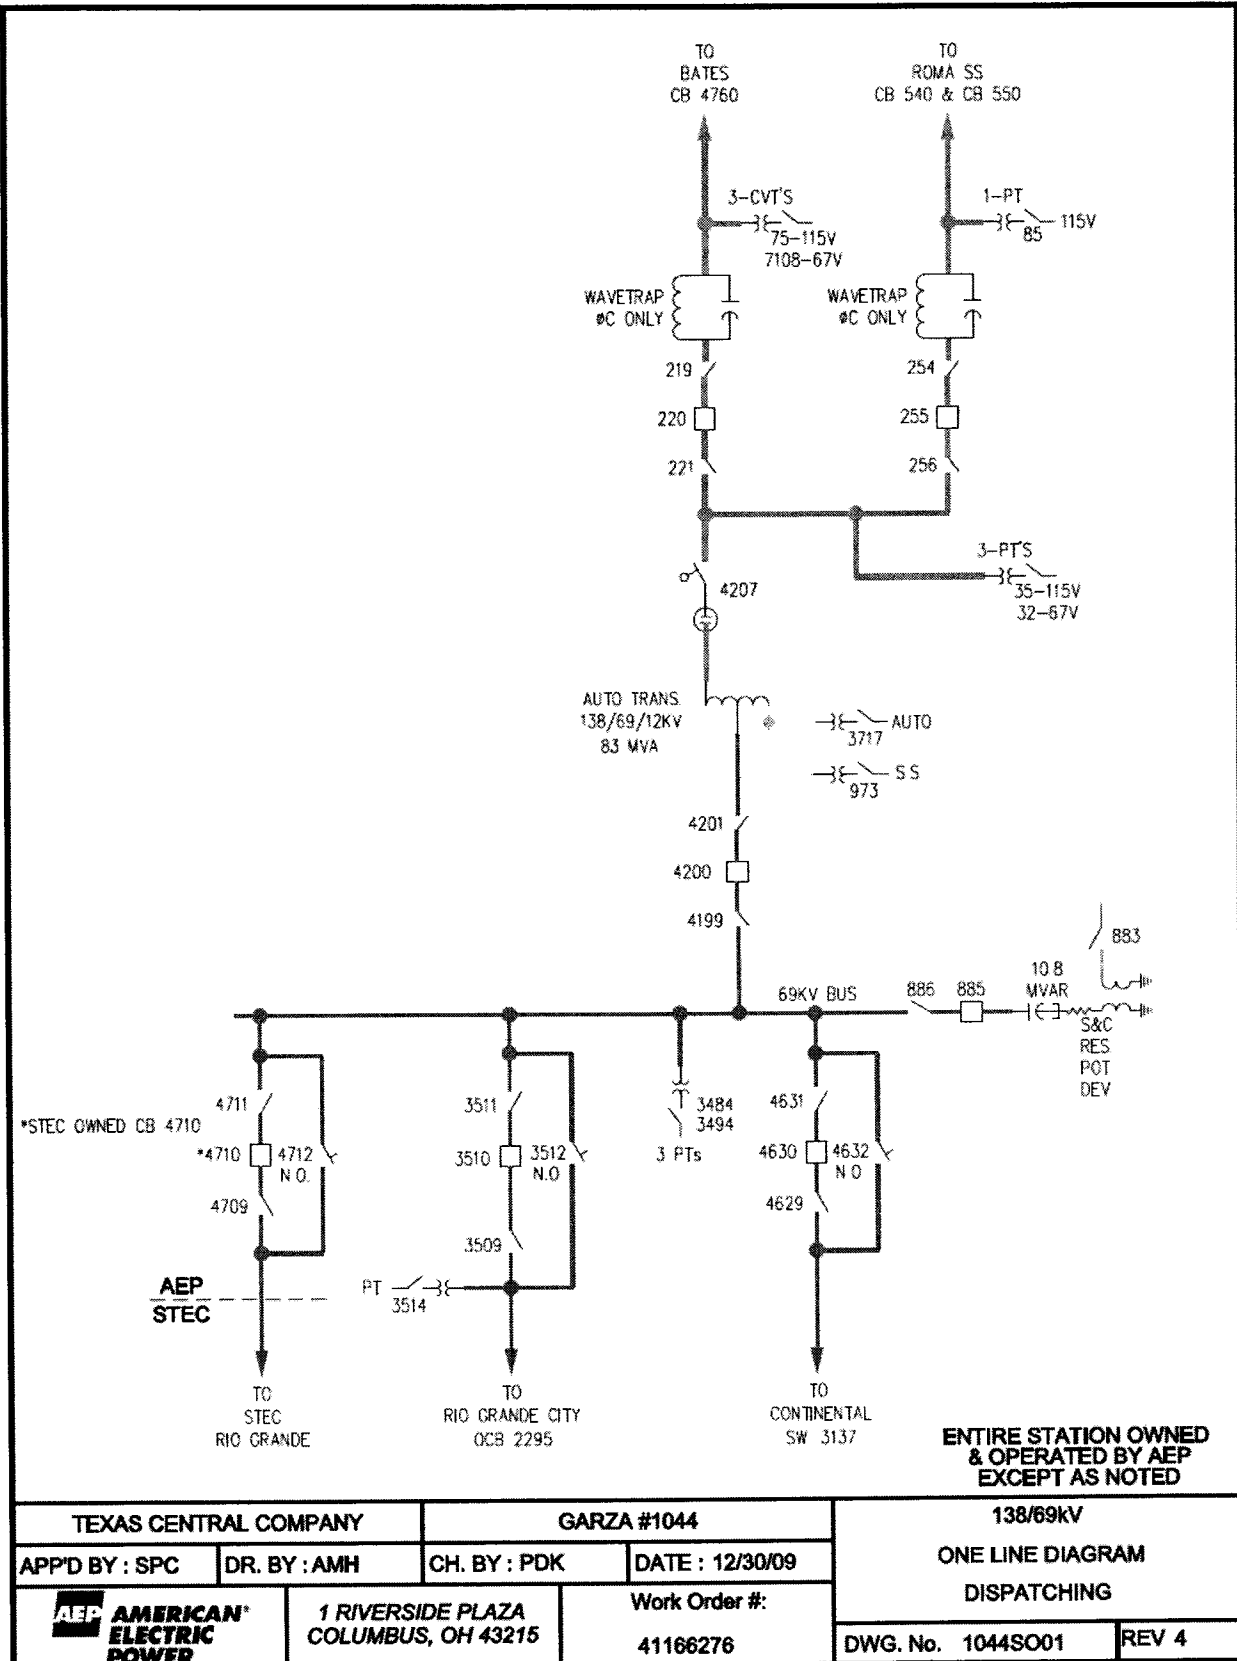 TO
BATES
CB 4760
TO
ROMA SS
CB 540 & CB 550
3-CVT'S
75-115V
7108-67V
1-PT
85
115V
WAVETRAP
ØC ONLY
WAVETRAP
ØC ONLY
219
254
220
255
221
256
3-PT'S
35-115V
32-67V
4207
AUTO TRANS.
138/69/12KV
83 MVA
AUTO
3717
S S
973
4201
4200
4199
883
69KV BUS
886
885
10.8
MVAR
S&C
RES
POT
DEV
4711
*STEC OWNED CB 4710
*4710
4712
N.O.
4709
3511
3510
3512
N.O
3509
3484
3494
3 PTs
4631
4630
4632
N O
4629
AEP
STEC
PT
3514
TO
STEC
RIO GRANDE
TO
RIO GRANDE CITY
OCB 2295
TO
CONTINENTAL
SW 3137
ENTIRE STATION OWNED
& OPERATED BY AEP
EXCEPT AS NOTED
TEXAS CENTRAL COMPANY
GARZA #1044
138/69kV
ONE LINE DIAGRAM
DISPATCHING
APP'D BY : SPC
DR. BY : AMH
CH. BY : PDK
DATE : 12/30/09
AEP AMERICAN®
ELECTRIC
POWER
1 RIVERSIDE PLAZA
COLUMBUS, OH 43215
Work Order #:
41166276
DWG. No. 1044SO01
REV 4